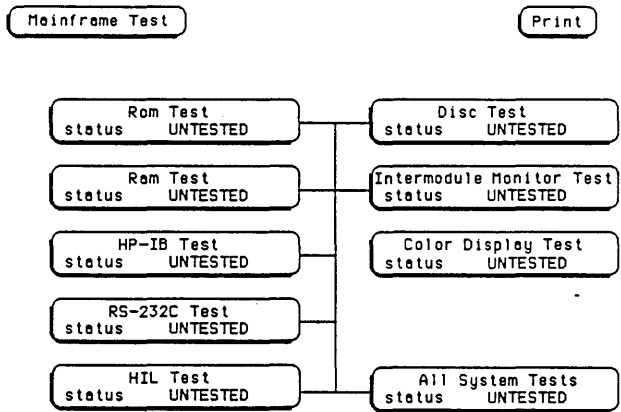 Mainframe Test
Print
Rom Test
status UNTESTED
Disc Test
status UNTESTED
Ram Test
status UNTESTED
Intermodule Monitor Test
status UNTESTED
HP-IB Test
status UNTESTED
Color Display Test
status UNTESTED
RS-232C Test
status UNTESTED
HIL Test
status UNTESTED
All System Tests
status UNTESTED